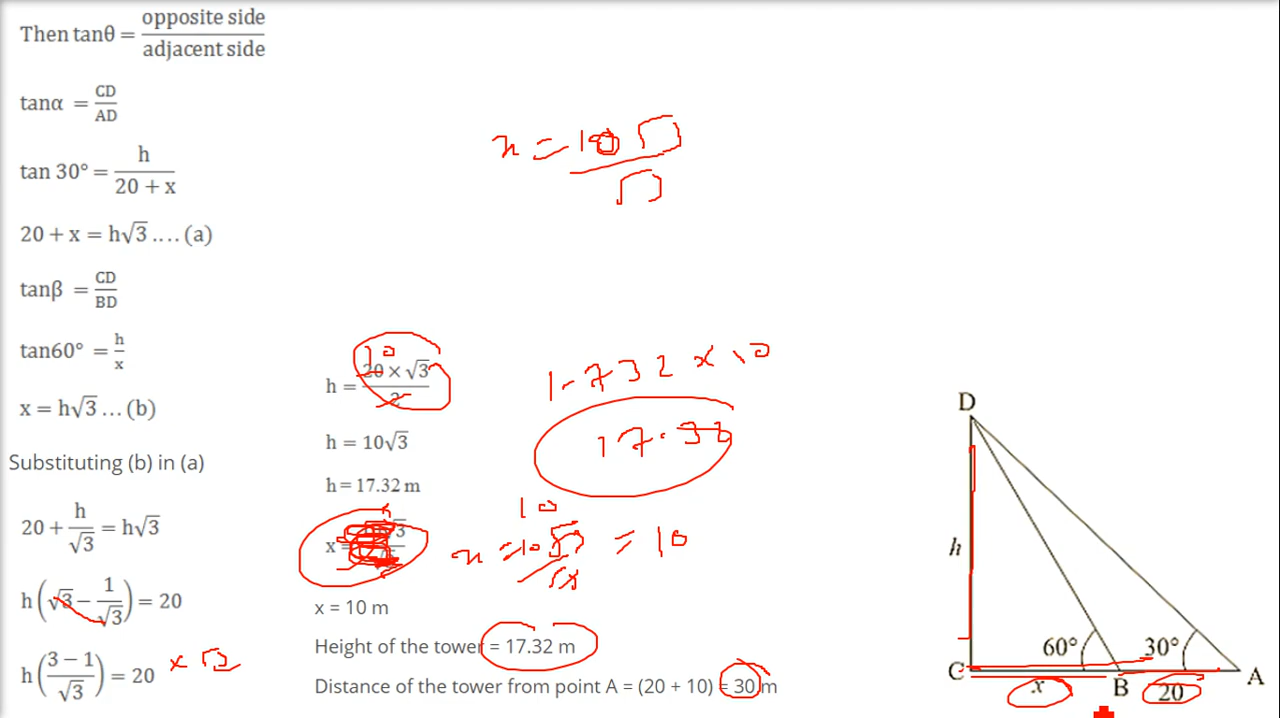 Then tanθ = opposite side / adjacent side
tanα = CD / AD
tan 30° = h / 20 + x
20 + x = h√3 .... (a)
tanβ = CD / BD
tan60° = h / x
x = h√3 ... (b)
Substituting (b) in (a)
20 + h / √3 = h√3
h(√3 − 1 / √3) = 20
h(3 − 1 / √3) = 20 × √3
x = 10 √ / √
10
h = 20 × √3 / 2
h = 10√3
h = 17.32 m
x =
x = 10 m
Height of the tower = 17.32 m
Distance of the tower from point A = (20 + 10) = 30 m
1.732 × 10
17.32
10
x = 10√3 / √3 = 10
D
h
60°
30°
C
x
B
20
A